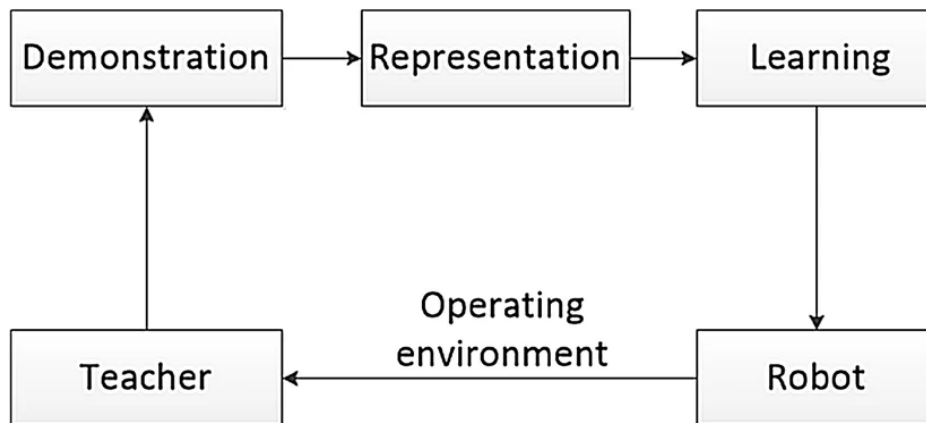 Demonstration
Representation
Learning
Operating
environment
Teacher
Robot